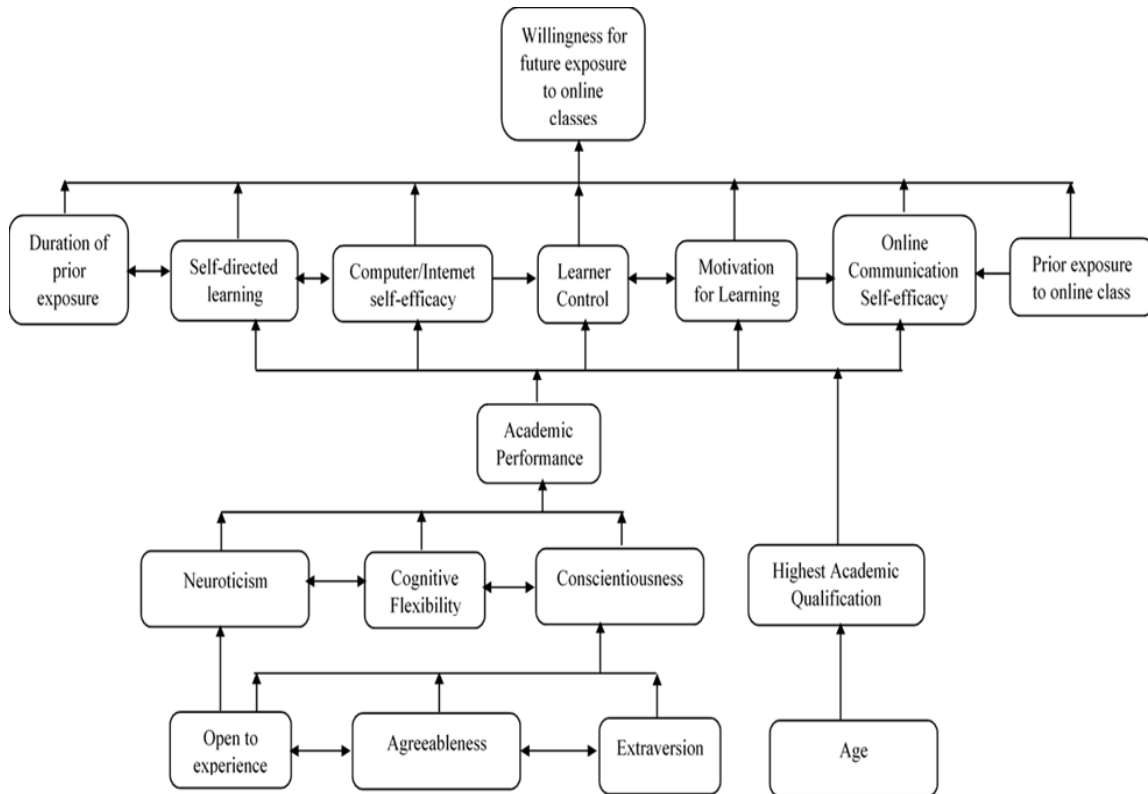 Willingness for
future exposure
to online
classes
Duration of
prior
exposure
Self-directed
learning
Computer/Internet
self-efficacy
Learner
Control
Motivation
for Learning
Online
Communication
Self-efficacy
Prior exposure
to online class
Academic
Performance
Neuroticism
Cognitive
Flexibility
Conscientiousness
Highest Academic
Qualification
Open to
experience
Agreeableness
Extraversion
Age